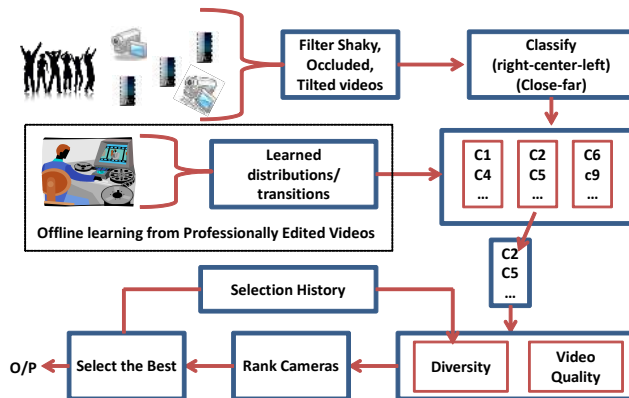 Filter Shaky,
Occluded,
Tilted videos
Classify
(right-center-left)
(Close-far)
Learned
distributions/
transitions
Offline learning from Professionally Edited Videos
C1
C4
...
C2
C5
...
C6
c9
...
C2
C5
...
Selection History
O/P
Select the Best
Rank Cameras
Diversity
Video
Quality